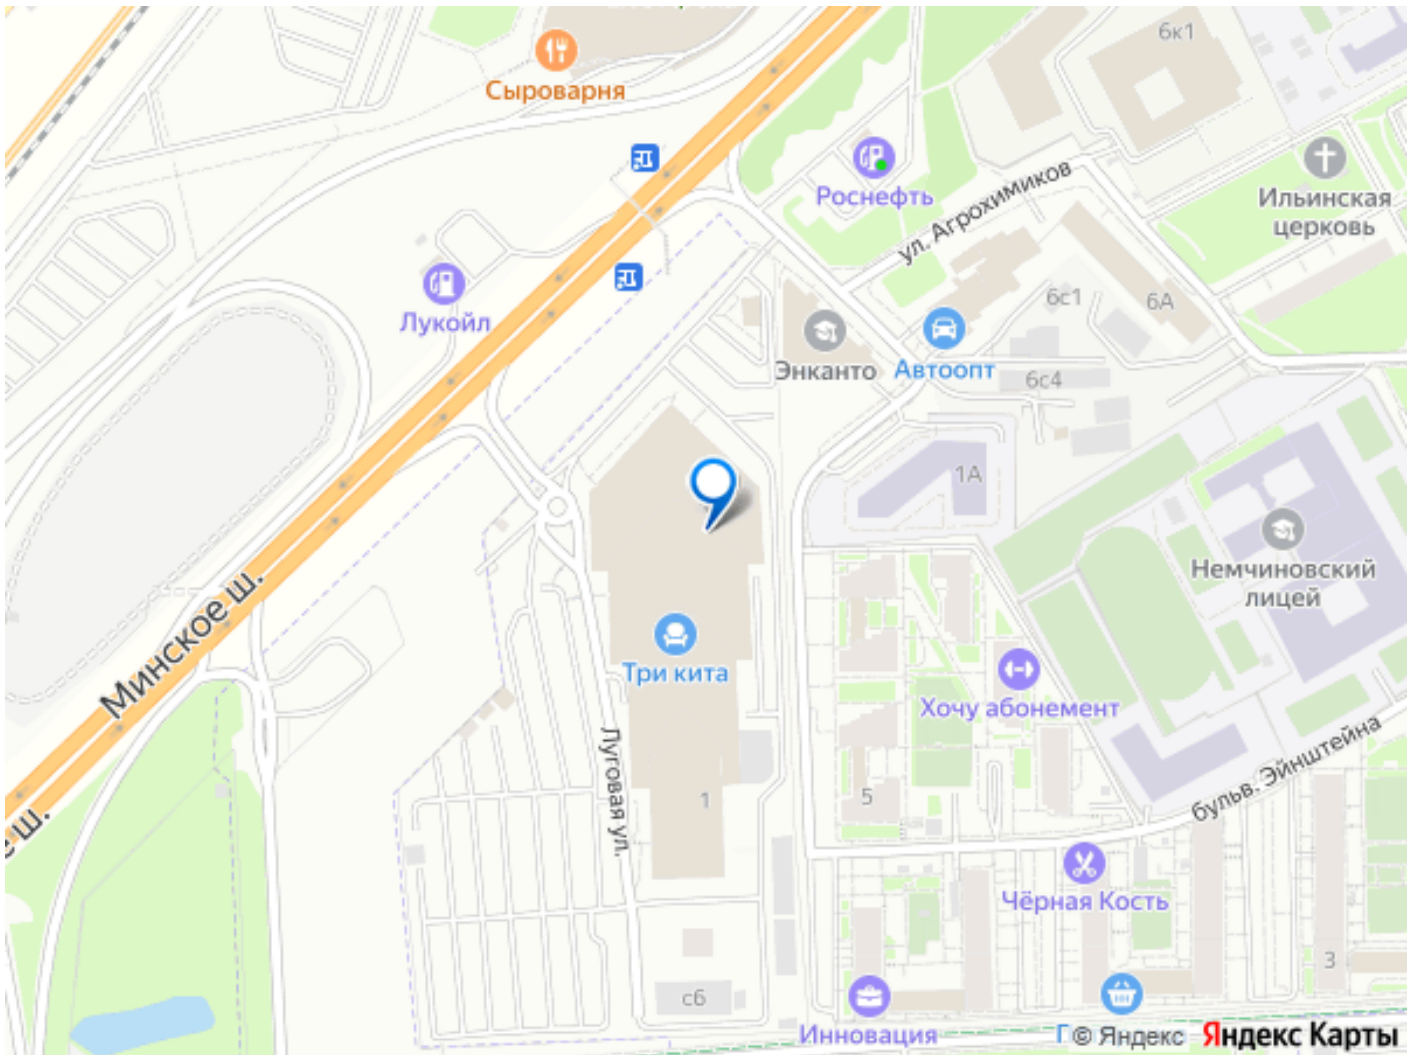 6к1
Сыроварня
Роснефть
ул. Агрохимиков
Ильинская
церковь
Лукойл
6с1
6А
Энканто
Автоопт
6с4
1А
Немчиновский
лицей
Минское ш.
Три кита
Хочу абонемент
Луговая ул.
1
5
бульв. Эйнштейна
ш.
Чёрная Кость
3
с6
Инновация
© Яндекс
Яндекс Карты